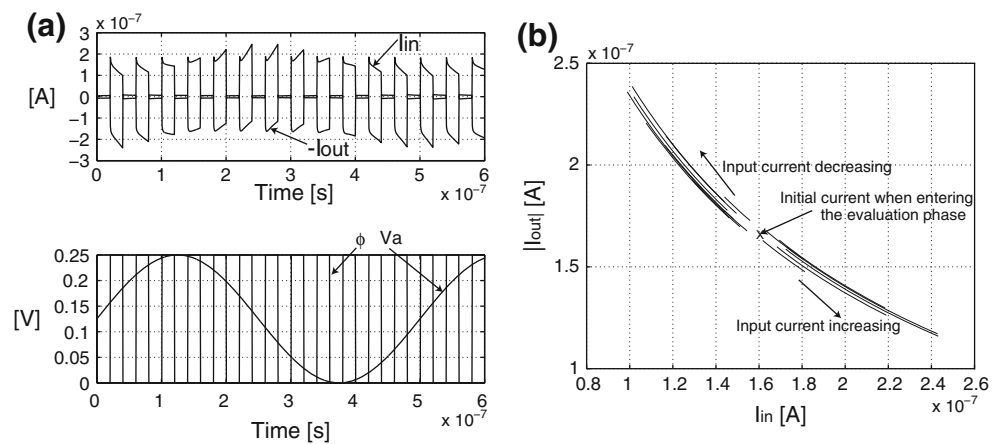 (a)
x 10⁻⁷
3
2
1
0
−1
−2
−3
[A]
Iin
-Iout
0
1
2
3
4
5
6
Time [s]
x 10⁻⁷
ϕ
Va
0.25
0.2
0.15
0.1
0.05
0
[V]
0
1
2
3
4
5
6
Time [s]
x 10⁻⁷
(b)
x 10⁻⁷
2.5
2
1.5
1
|Iout| [A]
Input current decreasing
Initial current when entering
the evaluation phase
x
Input current increasing
0.8
1
1.2
1.4
1.6
1.8
2
2.2
2.4
2.6
Iin [A]
x 10⁻⁷